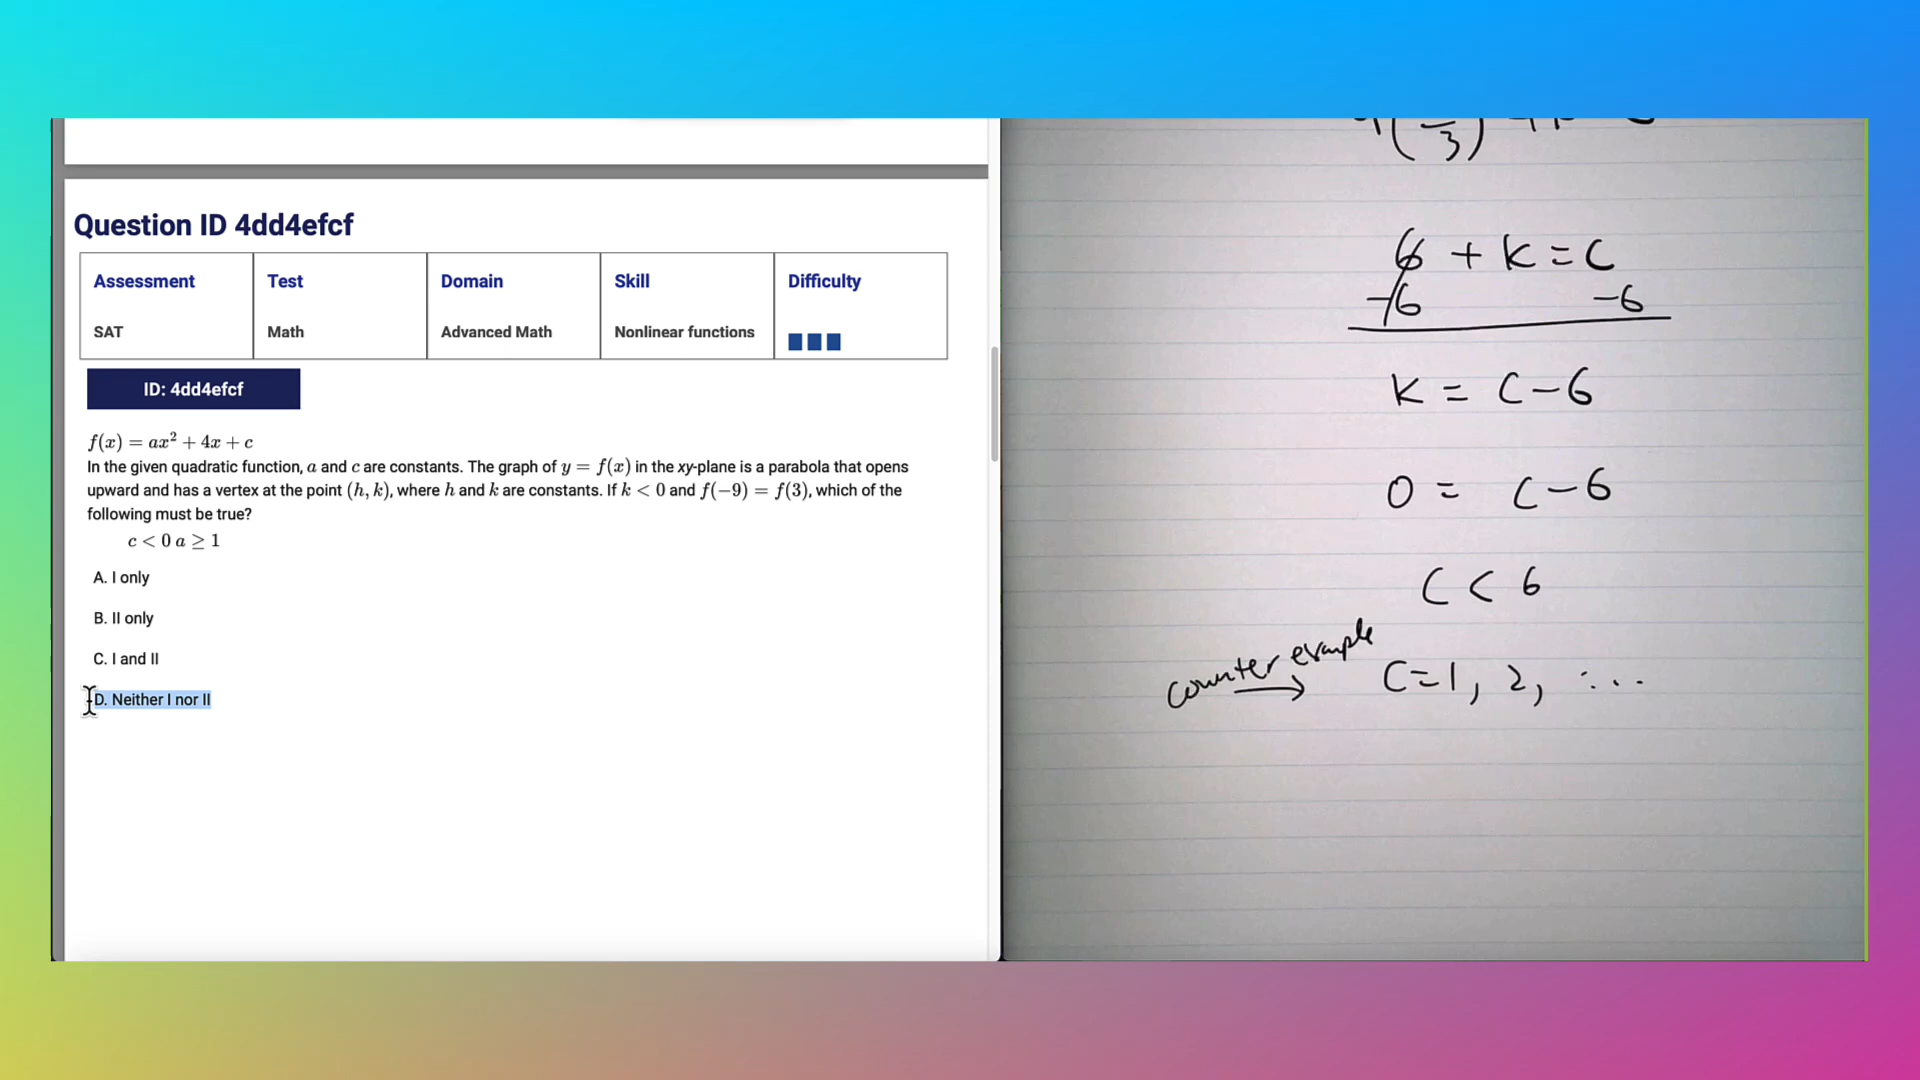 Question ID 4dd4efcf
Assessment Test Domain Skill Difficulty
SAT Math Advanced Math Nonlinear functions
ID: 4dd4efcf
f(x) = ax² + 4x + c
In the given quadratic function, a and c are constants. The graph of y = f(x) in the xy-plane is a parabola that opens
upward and has a vertex at the point (h, k), where h and k are constants. If k < 0 and f(−9) = f(3), which of the
following must be true?
c < 0 a ≥ 1
A. I only
B. II only
C. I and II
D. Neither I nor II
6 + k = c
-6 -6
k = c - 6
0 = c - 6
c < 6
counter example → c = 1, 2, ...